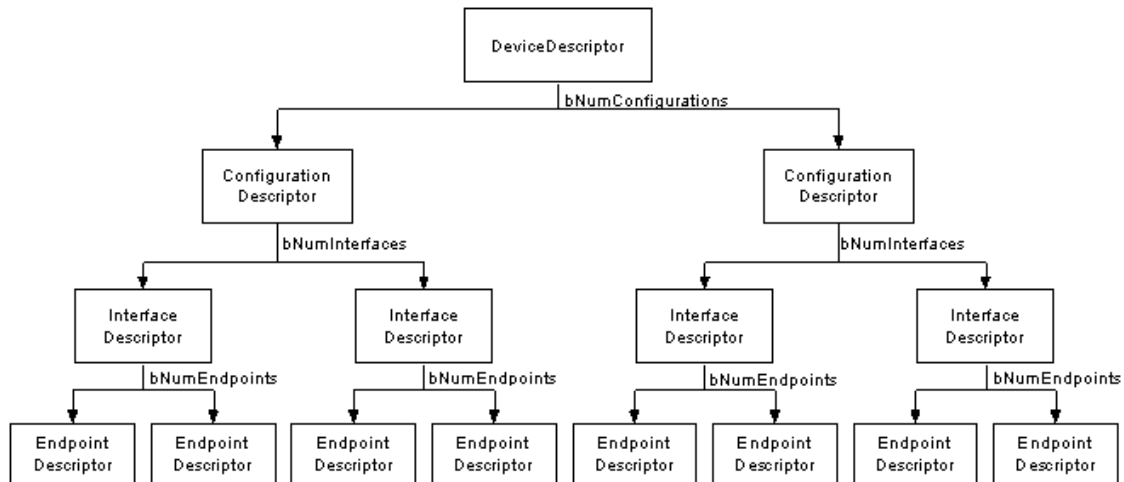 DeviceDescriptor
bNumConfigurations
Configuration
Descriptor
Configuration
Descriptor
bNumInterfaces
bNumInterfaces
Interface
Descriptor
Interface
Descriptor
Interface
Descriptor
Interface
Descriptor
bNumEndpoints
bNumEndpoints
bNumEndpoints
bNumEndpoints
Endpoint
Descriptor
Endpoint
Descriptor
Endpoint
Descriptor
Endpoint
Descriptor
Endpoint
Descriptor
Endpoint
Descriptor
Endpoint
Descriptor
Endpoint
Descriptor